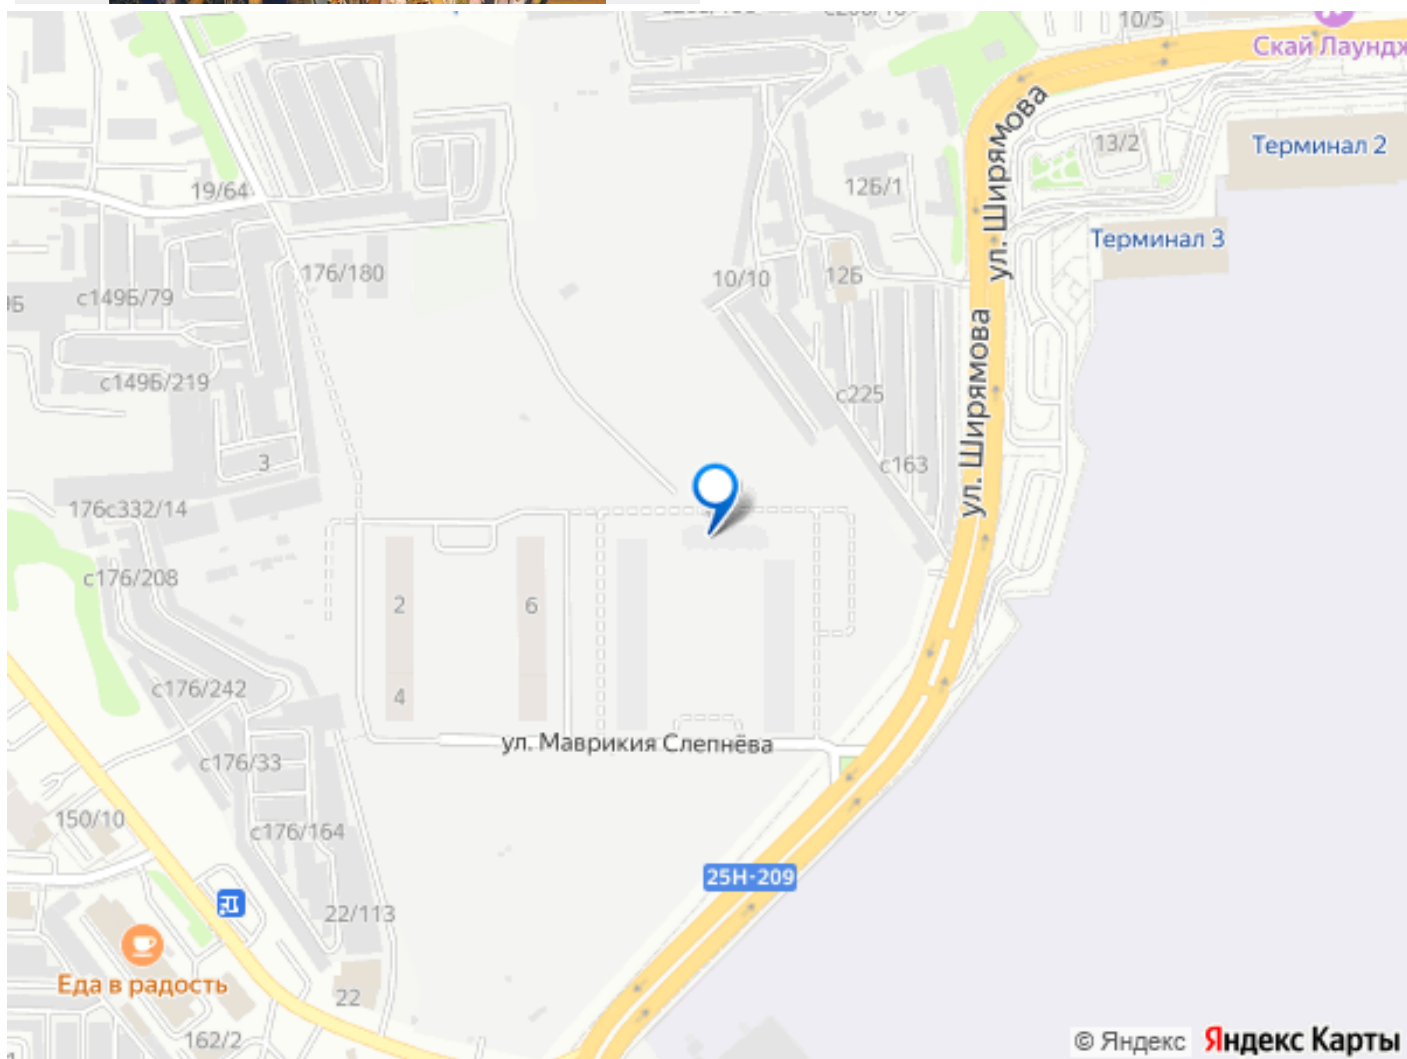 10/5
Скай Лаундж
ул. Ширямова
13/2
Терминал 2
12Б/1
19/64
Терминал 3
176/180
10/10
12Б
с149Б/79
ул. Ширямова
с149Б/219
с225
3
с163
176с332/14
с176/208
2
6
с176/242
4
ул. Маврикия Слепнёва
с176/33
150/10
с176/164
25Н-209
22/113
Еда в радость
22
162/2
© Яндекс Яндекс Карты